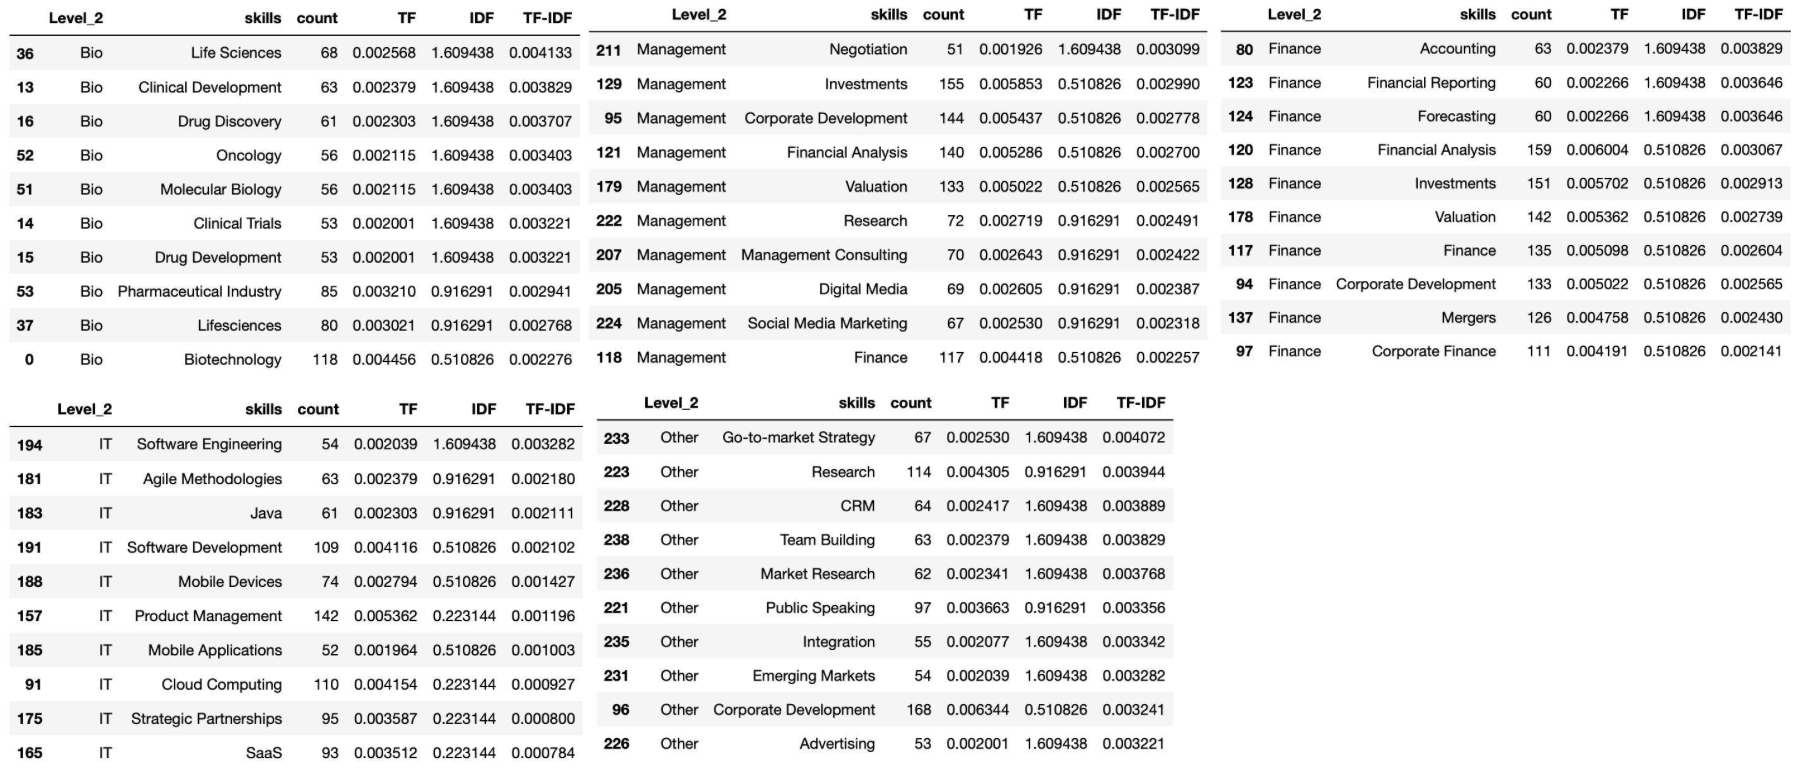 Level_2 skills count TF IDF TF-IDF
36 Bio Life Sciences 68 0.002568 1.609438 0.004133
13 Bio Clinical Development 63 0.002379 1.609438 0.003829
16 Bio Drug Discovery 61 0.002303 1.609438 0.003707
52 Bio Oncology 56 0.002115 1.609438 0.003403
51 Bio Molecular Biology 56 0.002115 1.609438 0.003403
14 Bio Clinical Trials 53 0.002001 1.609438 0.003221
15 Bio Drug Development 53 0.002001 1.609438 0.003221
53 Bio Pharmaceutical Industry 85 0.003210 0.916291 0.002941
37 Bio Lifesciences 80 0.003021 0.916291 0.002768
0 Bio Biotechnology 118 0.004456 0.510826 0.002276
Level_2 skills count TF IDF TF-IDF
211 Management Negotiation 51 0.001926 1.609438 0.003099
129 Management Investments 155 0.005853 0.510826 0.002990
95 Management Corporate Development 144 0.005437 0.510826 0.002778
121 Management Financial Analysis 140 0.005286 0.510826 0.002700
179 Management Valuation 133 0.005022 0.510826 0.002565
222 Management Research 72 0.002719 0.916291 0.002491
207 Management Management Consulting 70 0.002643 0.916291 0.002422
205 Management Digital Media 69 0.002605 0.916291 0.002387
224 Management Social Media Marketing 67 0.002530 0.916291 0.002318
118 Management Finance 117 0.004418 0.510826 0.002257
Level_2 skills count TF IDF TF-IDF
80 Finance Accounting 63 0.002379 1.609438 0.003829
123 Finance Financial Reporting 60 0.002266 1.609438 0.003646
124 Finance Forecasting 60 0.002266 1.609438 0.003646
120 Finance Financial Analysis 159 0.006004 0.510826 0.003067
128 Finance Investments 151 0.005702 0.510826 0.002913
178 Finance Valuation 142 0.005362 0.510826 0.002739
117 Finance Finance 135 0.005098 0.510826 0.002604
94 Finance Corporate Development 133 0.005022 0.510826 0.002565
137 Finance Mergers 126 0.004758 0.510826 0.002430
97 Finance Corporate Finance 111 0.004191 0.510826 0.002141
Level_2 skills count TF IDF TF-IDF
194 IT Software Engineering 54 0.002039 1.609438 0.003282
181 IT Agile Methodologies 63 0.002379 0.916291 0.002180
183 IT Java 61 0.002303 0.916291 0.002111
191 IT Software Development 109 0.004116 0.510826 0.002102
188 IT Mobile Devices 74 0.002794 0.510826 0.001427
157 IT Product Management 142 0.005362 0.223144 0.001196
185 IT Mobile Applications 52 0.001964 0.510826 0.001003
91 IT Cloud Computing 110 0.004154 0.223144 0.000927
175 IT Strategic Partnerships 95 0.003587 0.223144 0.000800
165 IT SaaS 93 0.003512 0.223144 0.000784
Level_2 skills count TF IDF TF-IDF
233 Other Go-to-market Strategy 67 0.002530 1.609438 0.004072
223 Other Research 114 0.004305 0.916291 0.003944
228 Other CRM 64 0.002417 1.609438 0.003889
238 Other Team Building 63 0.002379 1.609438 0.003829
236 Other Market Research 62 0.002341 1.609438 0.003768
221 Other Public Speaking 97 0.003663 0.916291 0.003356
235 Other Integration 55 0.002077 1.609438 0.003342
231 Other Emerging Markets 54 0.002039 1.609438 0.003282
96 Other Corporate Development 168 0.006344 0.510826 0.003241
226 Other Advertising 53 0.002001 1.609438 0.003221